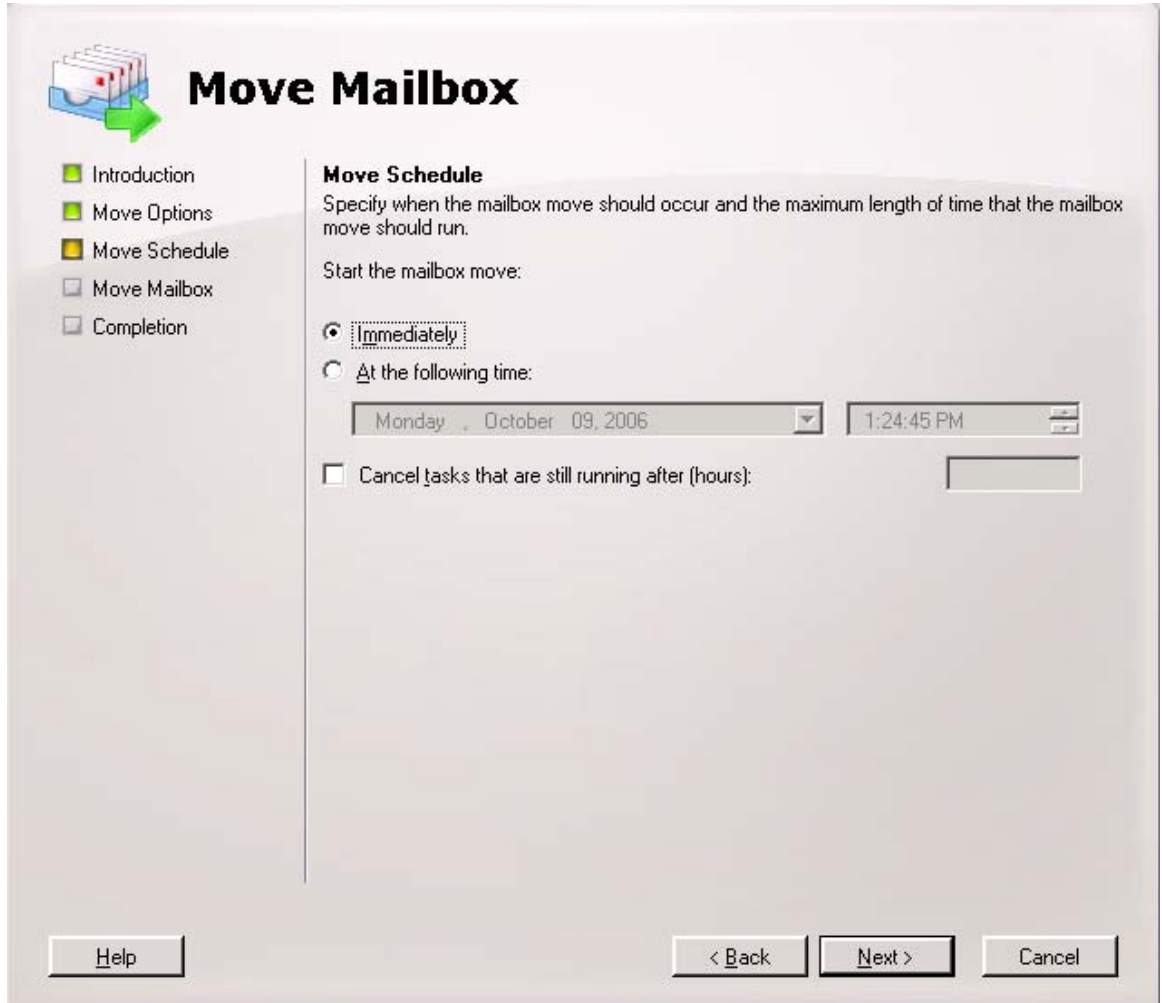 Move Mailbox
Introduction
Move Options
Move Schedule
Move Mailbox
Completion
Move Schedule
Specify when the mailbox move should occur and the maximum length of time that the mailbox
move should run.
Start the mailbox move:
Immediately
At the following time:
Monday , October 09, 2006
1:24:45 PM
Cancel tasks that are still running after (hours):
Help
< Back
Next >
Cancel